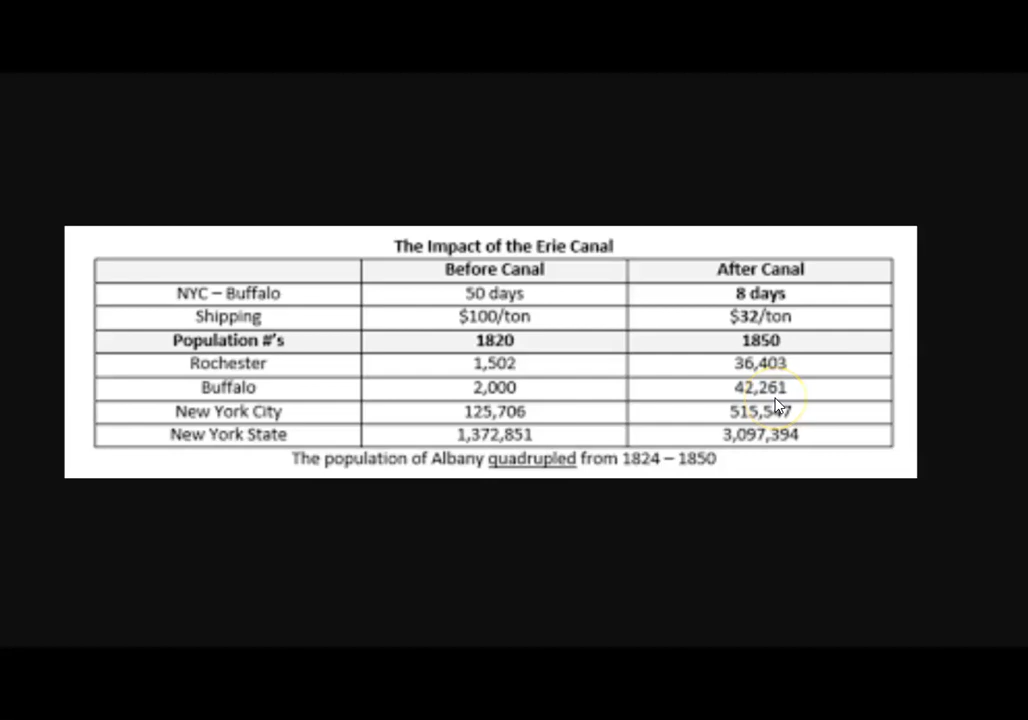 The Impact of the Erie Canal
Before Canal After Canal
NYC – Buffalo 50 days 8 days
Shipping $100/ton $32/ton
Population #'s 1820 1850
Rochester 1,502 36,403
Buffalo 2,000 42,261
New York City 125,706 515,547
New York State 1,372,851 3,097,394
The population of Albany quadrupled from 1824 – 1850